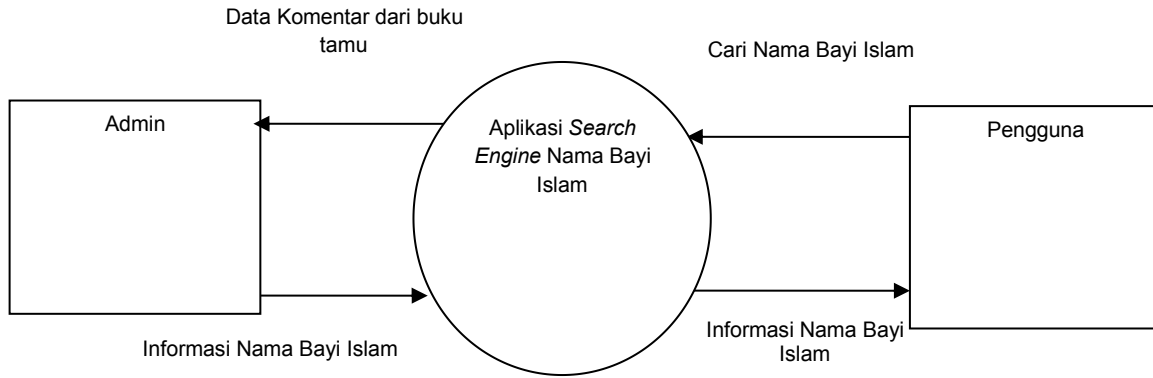 Data Komentar dari buku
tamu
Cari Nama Bayi Islam
Admin
Aplikasi Search
Engine Nama Bayi
Islam
Pengguna
Informasi Nama Bayi Islam
Informasi Nama Bayi
Islam